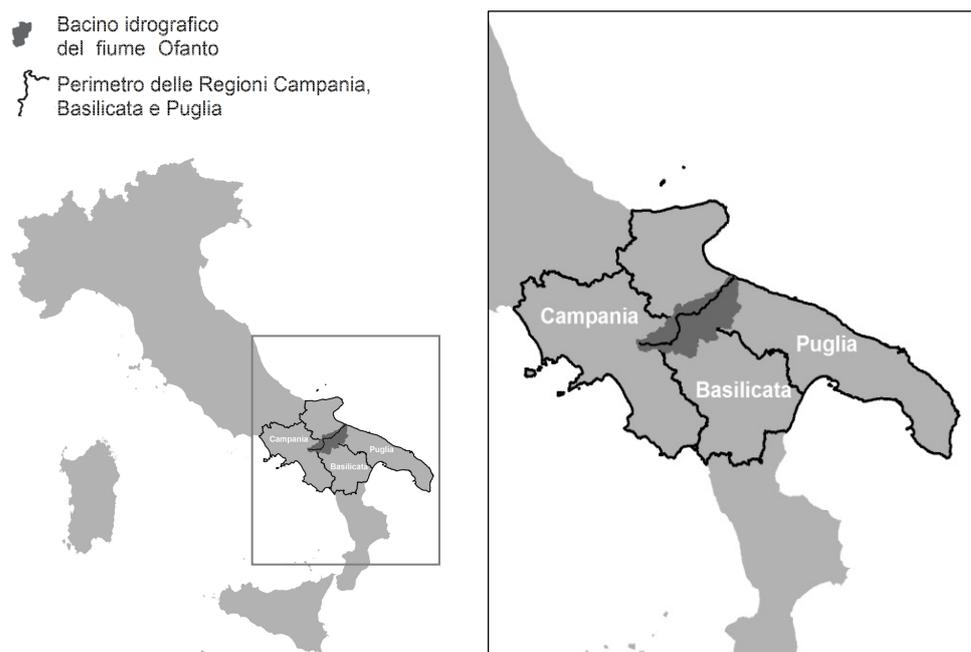 Bacino idrografico
del fiume Ofanto
Perimetro delle Regioni Campania,
Basilicata e Puglia
Campania
Puglia
Basilicata
Campania
Puglia
Basilicata